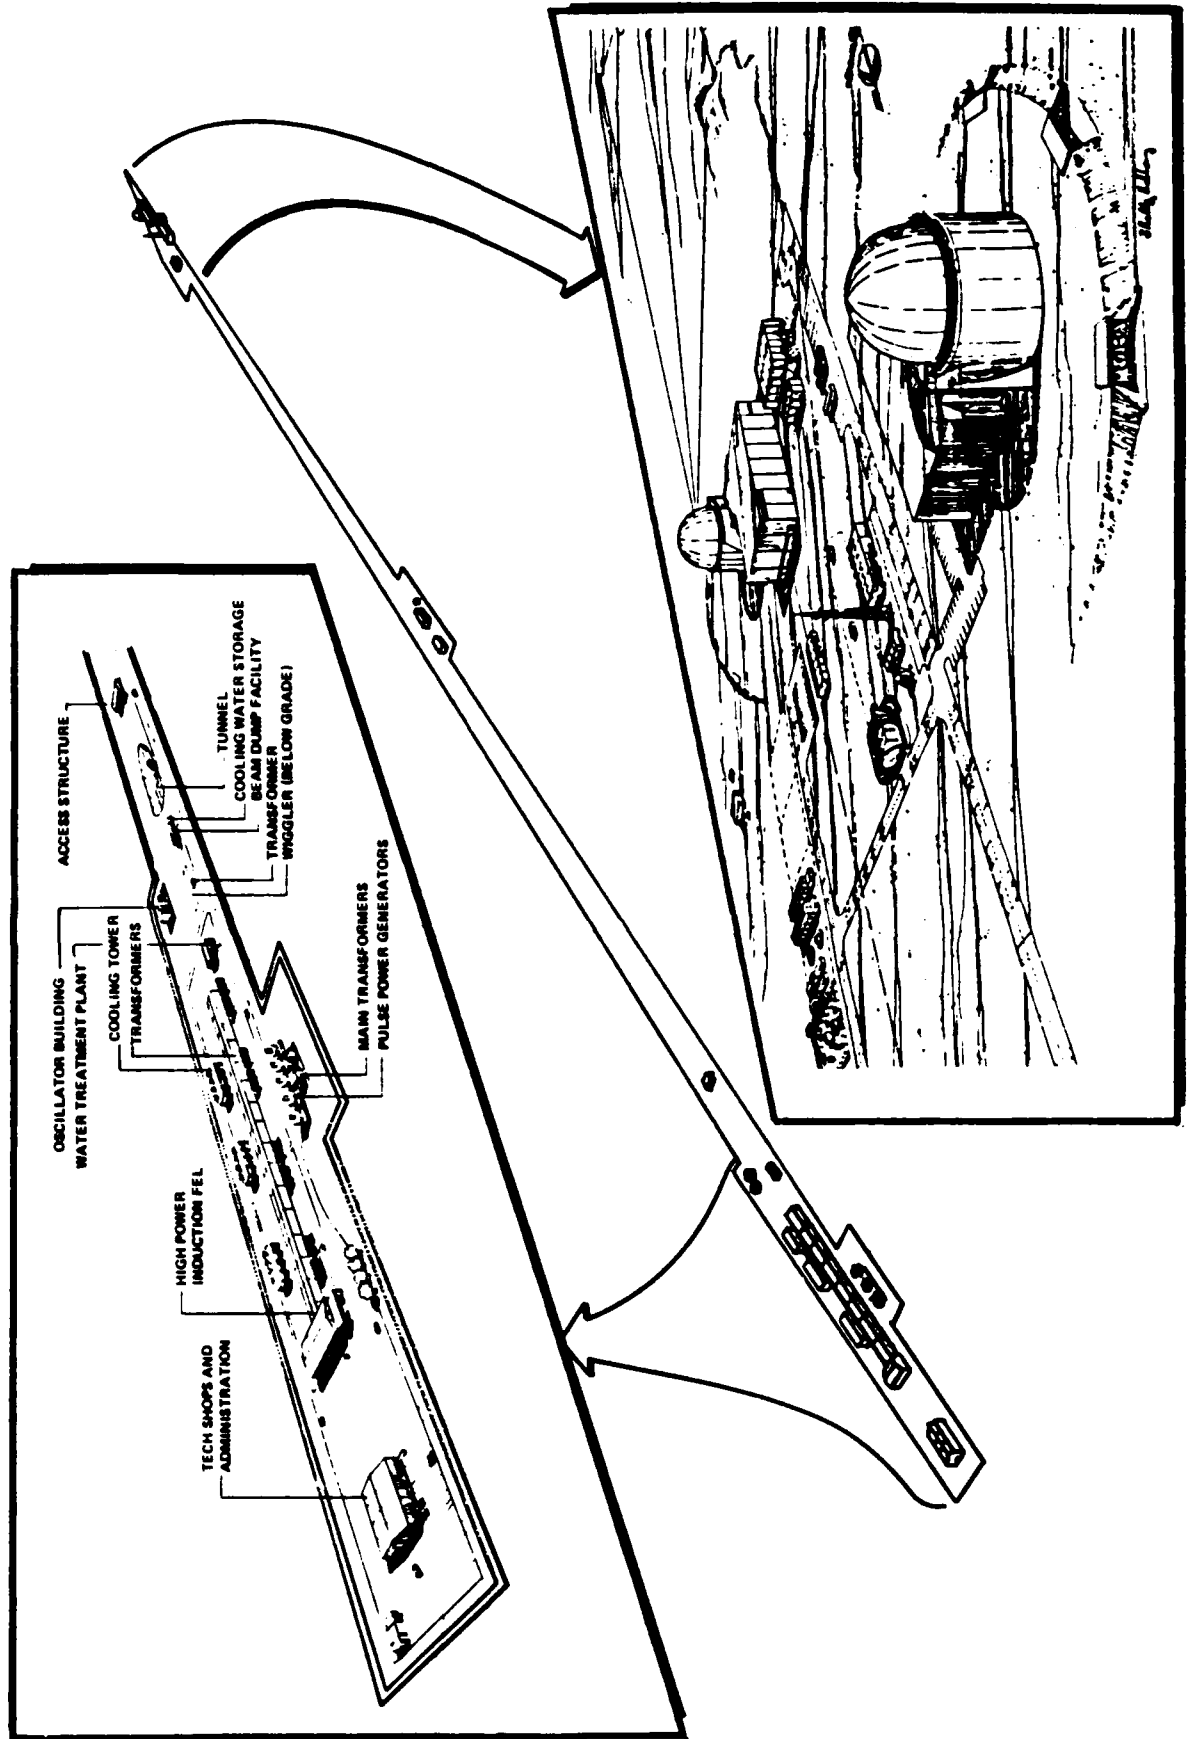 TECH SHOPS AND
ADMINISTRATION
HIGH POWER
INDUCTION FEL
OSCILLATOR BUILDING
WATER TREATMENT PLANT
COOLING TOWER
TRANSFORMERS
ACCESS STRUCTURE
TUNNEL
COOLING WATER STORAGE
BEAM DUMP FACILITY
TRANSFORMER
WIGGLER (BELOW GRADE)
MAIN TRANSFORMERS
PULSE POWER GENERATORS